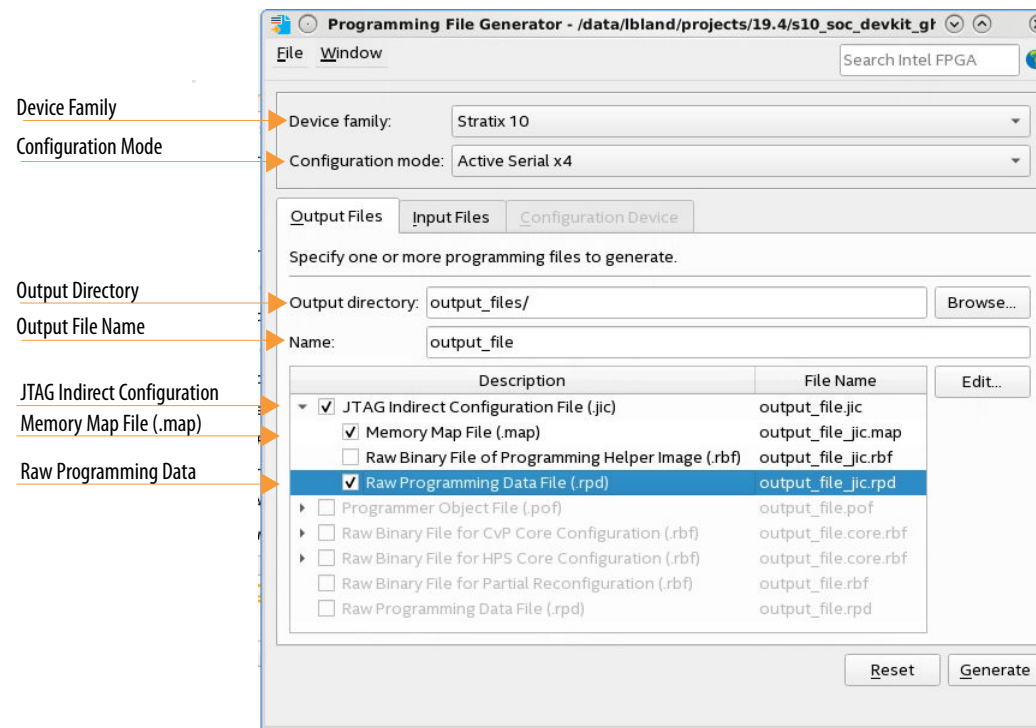 Programming File Generator - /data/lbland/projects/19.4/s10_soc_devkit_gh
File Window
Search Intel FPGA
Device Family
Device family: Stratix 10
Configuration Mode
Configuration mode: Active Serial x4
Output Files Input Files Configuration Device
Specify one or more programming files to generate.
Output Directory
Output directory: output_files/ Browse...
Output File Name
Name: output_file
Description File Name Edit...
JTAG Indirect Configuration
JTAG Indirect Configuration File (.jic) output_file.jic
Memory Map File (.map)
Memory Map File (.map) output_file_jic.map
Raw Binary File of Programming Helper Image (.rbf) output_file_jic.rbf
Raw Programming Data
Raw Programming Data File (.rpd) output_file_jic.rpd
Programmer Object File (.pof) output_file.pof
Raw Binary File for CvP Core Configuration (.rbf) output_file.core.rbf
Raw Binary File for HPS Core Configuration (.rbf) output_file.core.rbf
Raw Binary File for Partial Reconfiguration (.rbf) output_file.rbf
Raw Programming Data File (.rpd) output_file.rpd
Reset Generate